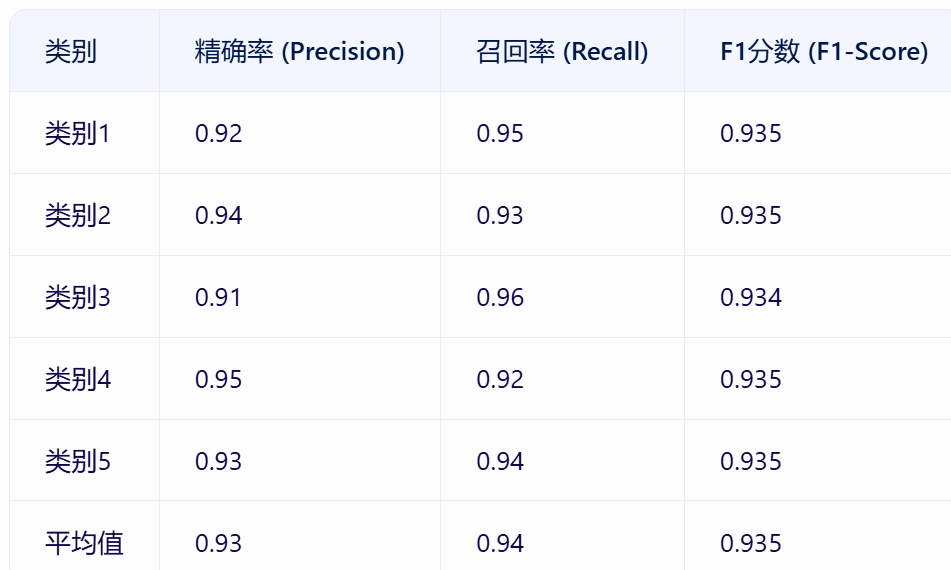 类别 精确率 (Precision) 召回率 (Recall) F1分数 (F1-Score)
类别1 0.92 0.95 0.935
类别2 0.94 0.93 0.935
类别3 0.91 0.96 0.934
类别4 0.95 0.92 0.935
类别5 0.93 0.94 0.935
平均值 0.93 0.94 0.935